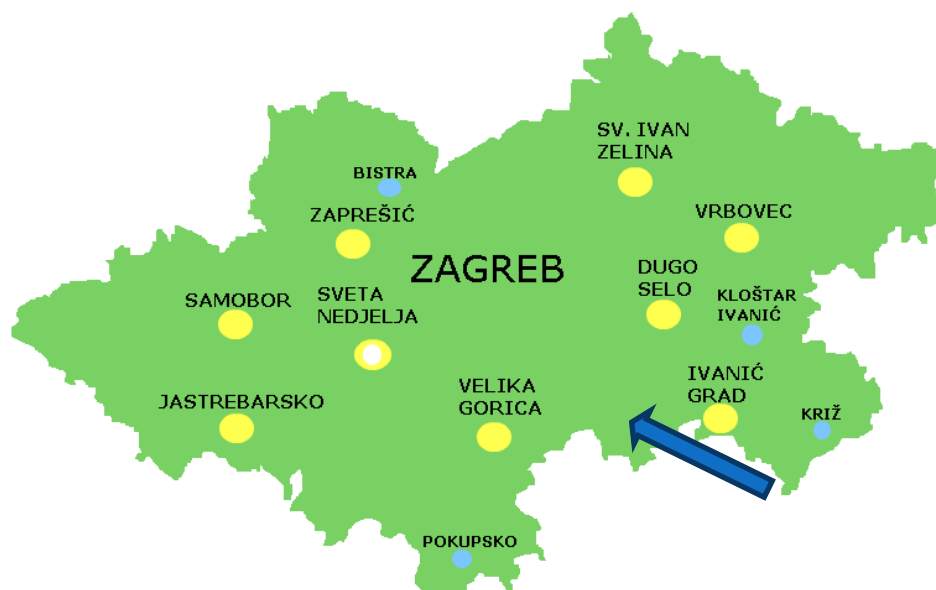 SV. IVAN
ZELINA
BISTRA
ZAPREŠIĆ
VRBOVEC
ZAGREB
DUGO
SELO
KLOŠTAR
IVANIĆ
SAMOBOR
SVETA
NEDJELJA
IVANIĆ
GRAD
JASTREBARSKO
VELIKA
GORICA
KRIŽ
POKUPSKO